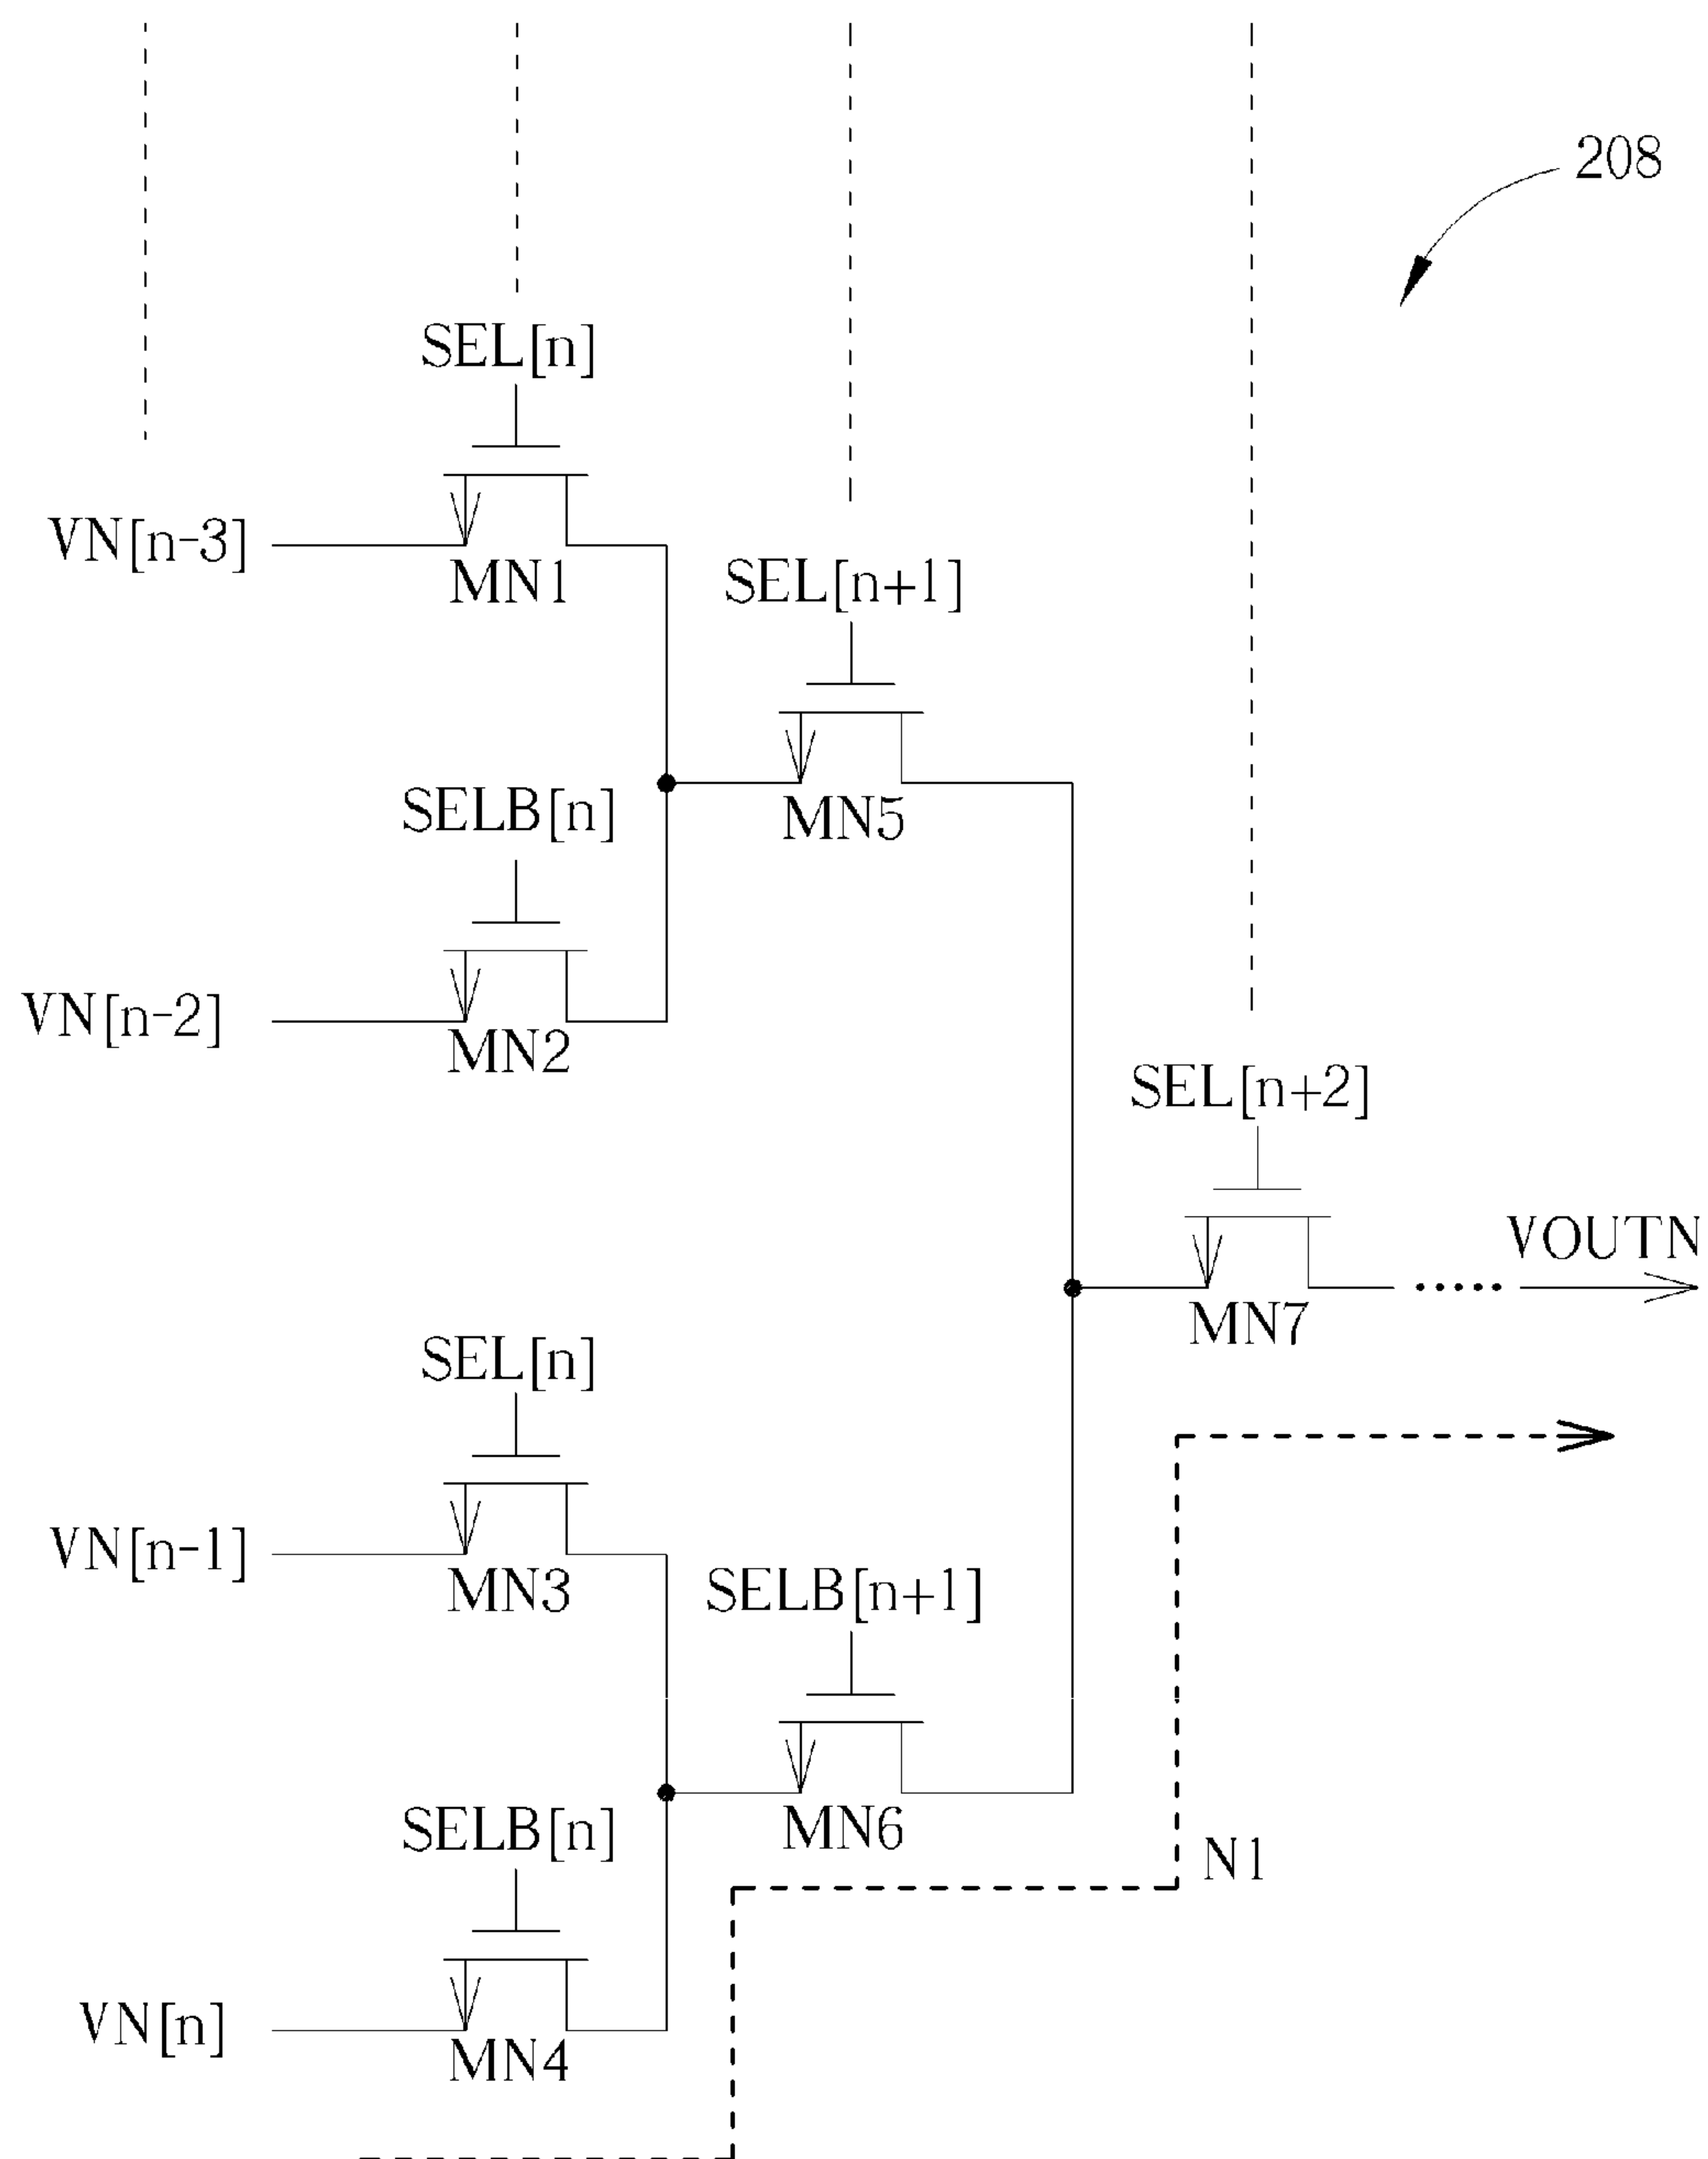 208
SEL[n]
VN[n-3]
MN1
SEL[n+1]
SELB[n]
MN5
VN[n-2]
MN2
SEL[n+2]
VOUTN
MN7
SEL[n]
VN[n-1]
MN3
SELB[n+1]
SELB[n]
MN6
N1
VN[n]
MN4